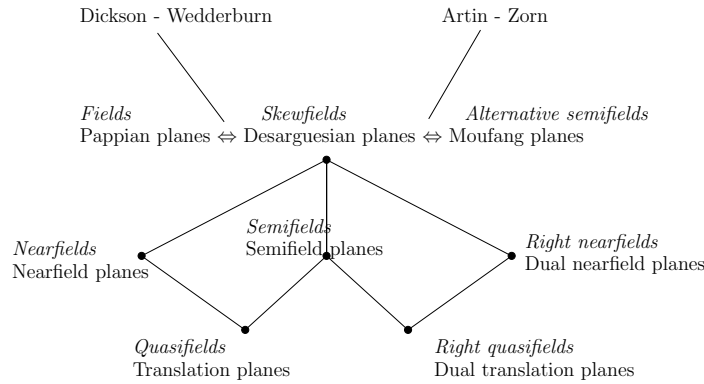 Dickson - Wedderburn
Artin - Zorn
Fields
Skewfields
Alternative semifields
Pappian planes ⇔ Desarguesian planes ⇔ Moufang planes
Semifields
Semifield planes
Nearfields
Nearfield planes
Right nearfields
Dual nearfield planes
Quasifields
Translation planes
Right quasifields
Dual translation planes